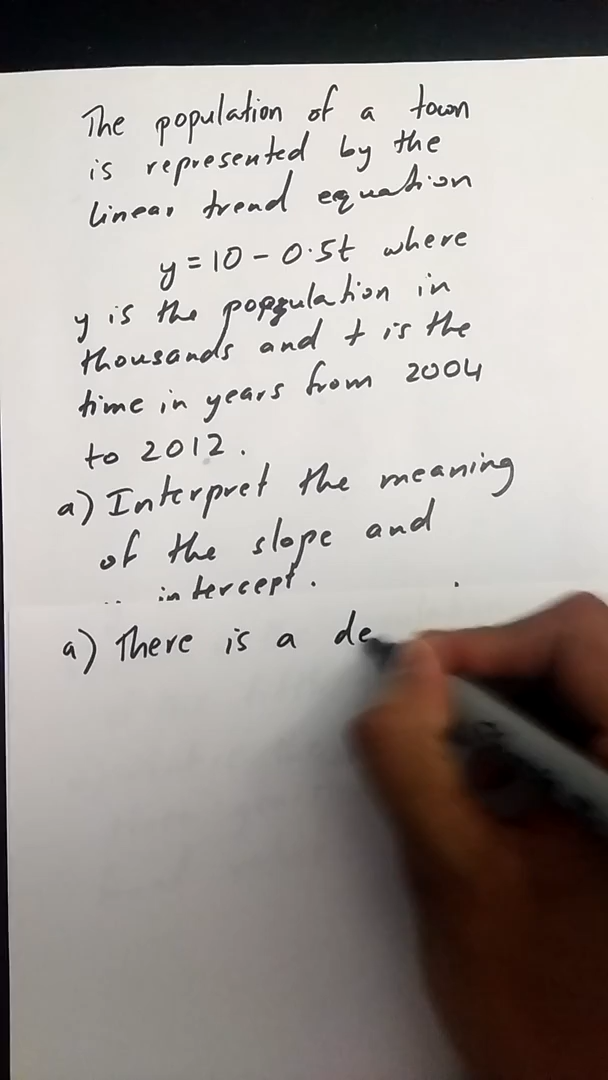 The population of a town
is represented by the
linear trend equation
y = 10 - 0.5t where
y is the population in
thousands and t is the
time in years from 2004
to 2012.
a) Interpret the meaning
of the slope and
intercept.
a) There is a de